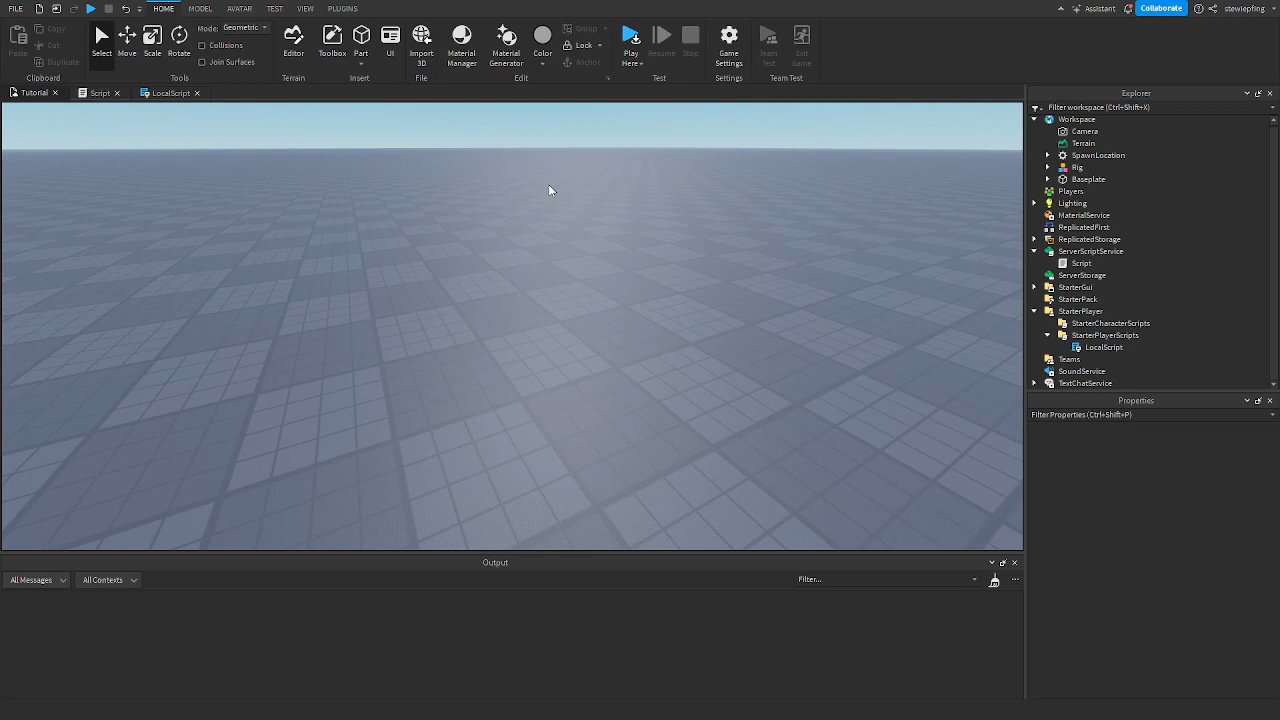 FILE HOME MODEL AVATAR TEST VIEW PLUGINS Assistant Collaborate stewiefing
Paste Copy Cut Duplicate
Clipboard
Select Move Scale Rotate
Mode: Geometric
Collisions
Join Surfaces
Tools
Editor
Terrain
Toolbox Part UI
Insert
Import
3D
File
Material
Manager
Material
Generator
Color
Group
Lock
Anchor
Edit
Play
Here
Resume Stop
Test
Game
Settings
Settings
Team
Test
Exit
Game
Team Test
Tutorial Script LocalScript
Explorer
Filter workspace (Ctrl+Shift+X)
Workspace
Camera
Terrain
SpawnLocation
Rig
Baseplate
Players
Lighting
MaterialService
ReplicatedFirst
ReplicatedStorage
ServerScriptService
Script
ServerStorage
StarterGui
StarterPack
StarterPlayer
StarterCharacterScripts
StarterPlayerScripts
LocalScript
Teams
SoundService
TextChatService
Properties
Filter Properties (Ctrl+Shift+P)
Output
All Messages All Contexts Filter...